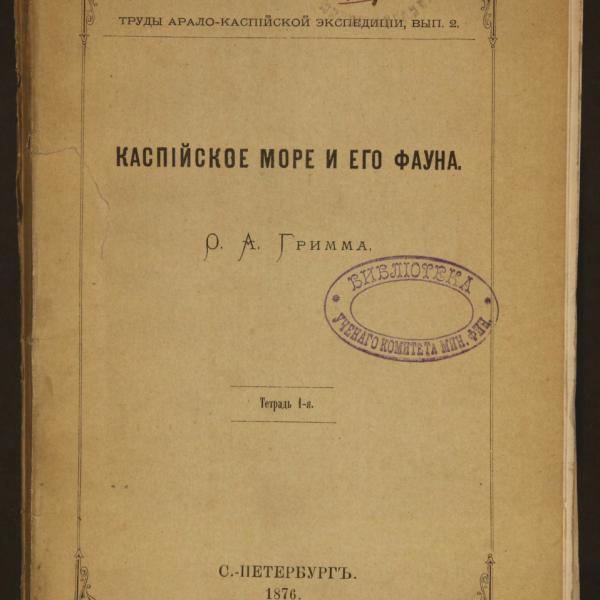 ТРУДЫ АРАЛО-КАСПІЙСКОЙ ЭКСПЕДИЦІИ, ВЫП. 2.
КАСПІЙСКОЕ МОРЕ И ЕГО ФАУНА.
О. А. ГРИММА.
БИБЛІОТЕКА
УЧЕНАГО КОМИТЕТА МИН. ФИН.
Тетрадь 1-я.
С.-ПЕТЕРБУРГЪ.
1876.